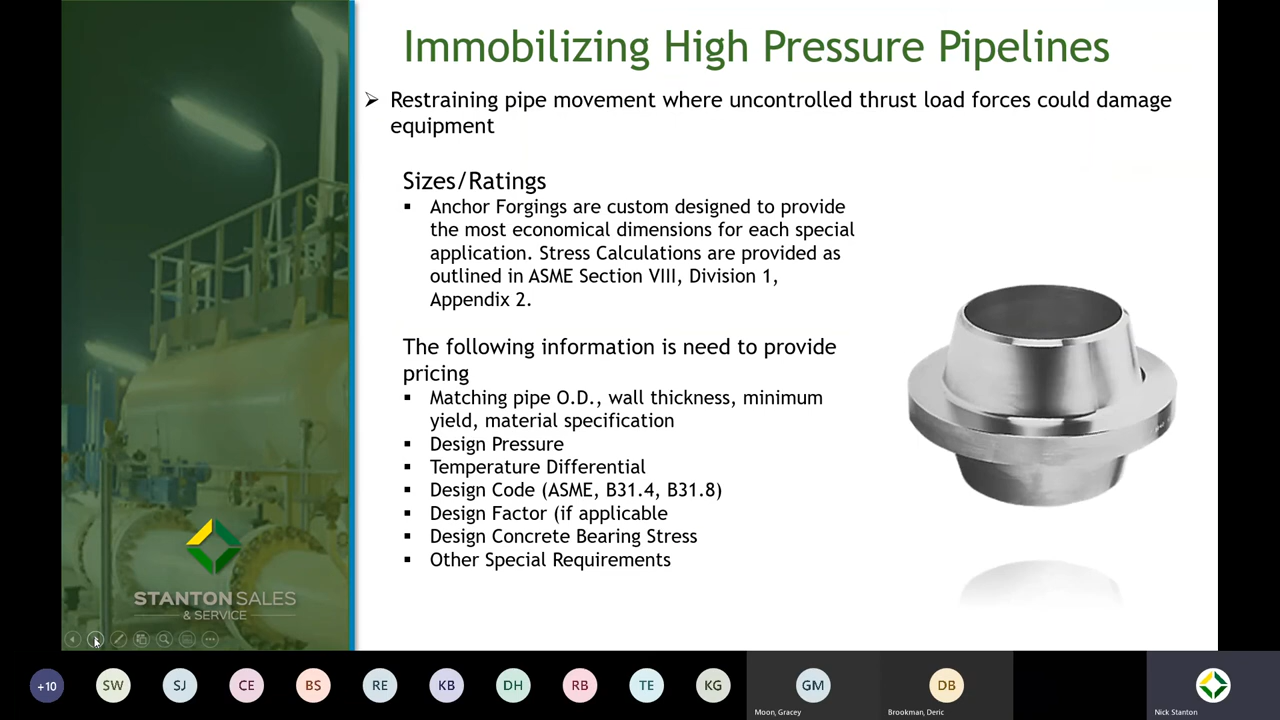 Immobilizing High Pressure Pipelines
Restraining pipe movement where uncontrolled thrust load forces could damage
equipment
Sizes/Ratings
Anchor Forgings are custom designed to provide
the most economical dimensions for each special
application. Stress Calculations are provided as
outlined in ASME Section VIII, Division 1,
Appendix 2.
The following information is need to provide
pricing
Matching pipe O.D., wall thickness, minimum
yield, material specification
Design Pressure
Temperature Differential
Design Code (ASME, B31.4, B31.8)
Design Factor (if applicable
Design Concrete Bearing Stress
Other Special Requirements
STANTON SALES
& SERVICE
+10 SW SJ CE BS RE KB DH RB TE KG GM DB
Moon, Gracey Brookman, Deric Nick Stanton